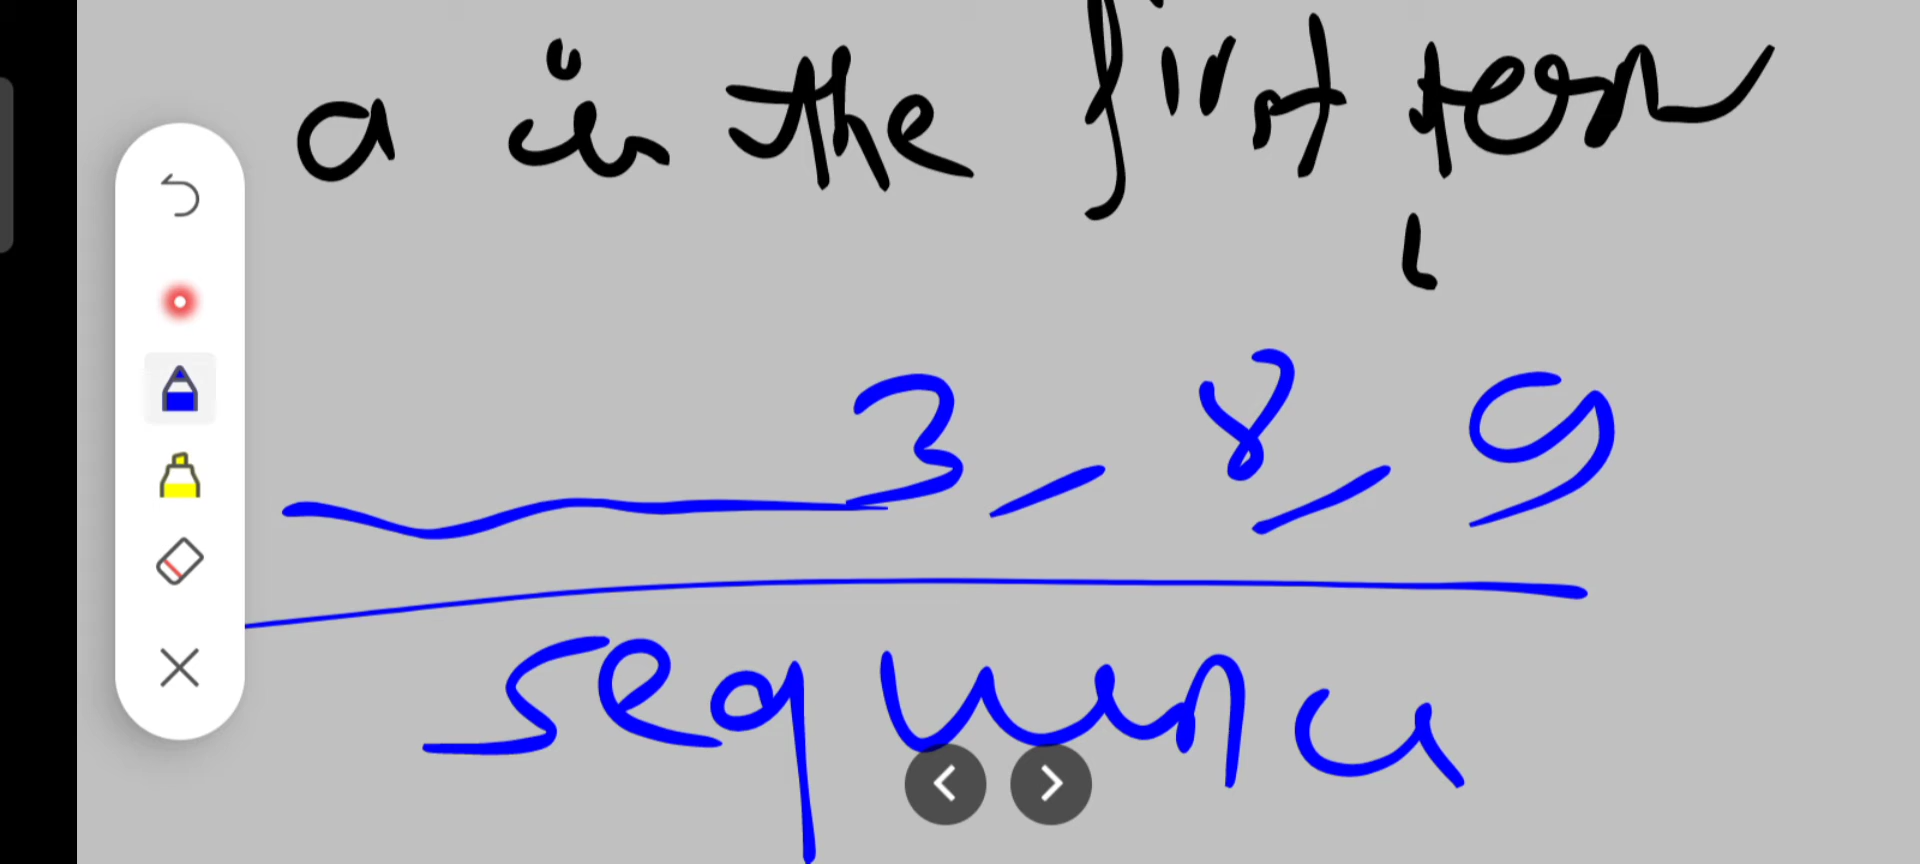 a is the first term
3, 8, 9
sequence